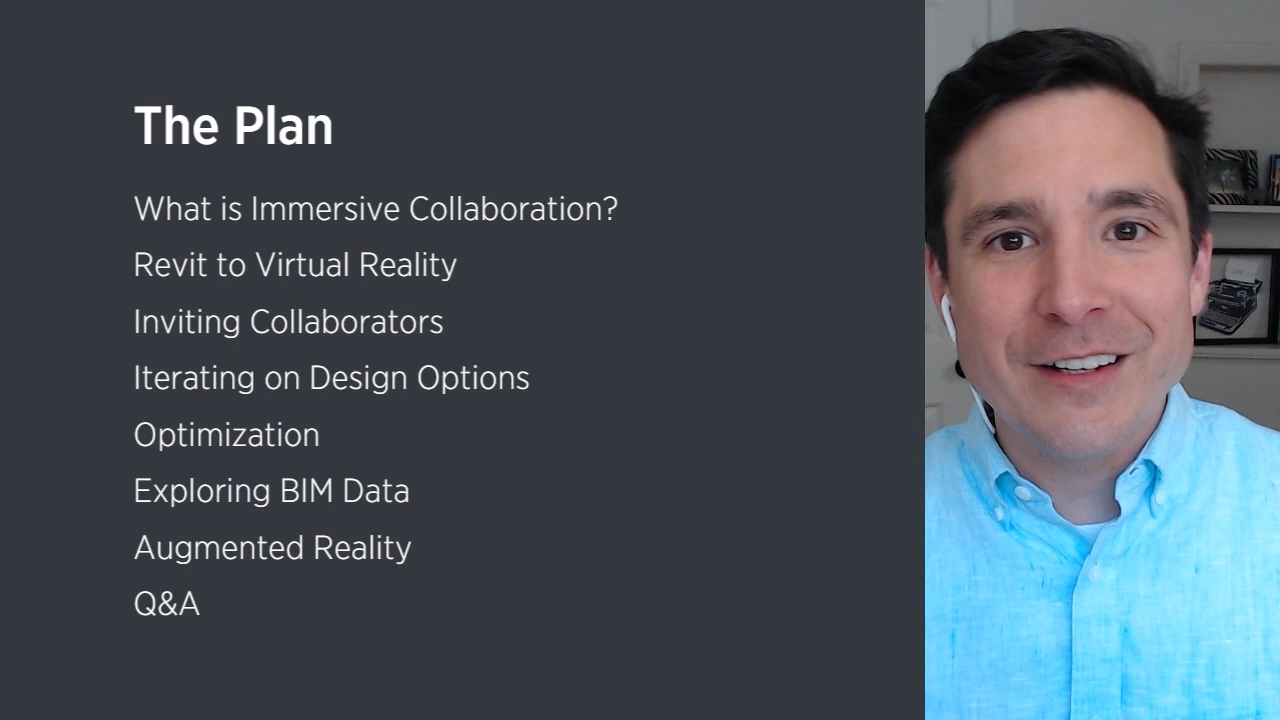 The Plan
What is Immersive Collaboration?
Revit to Virtual Reality
Inviting Collaborators
Iterating on Design Options
Optimization
Exploring BIM Data
Augmented Reality
Q&A